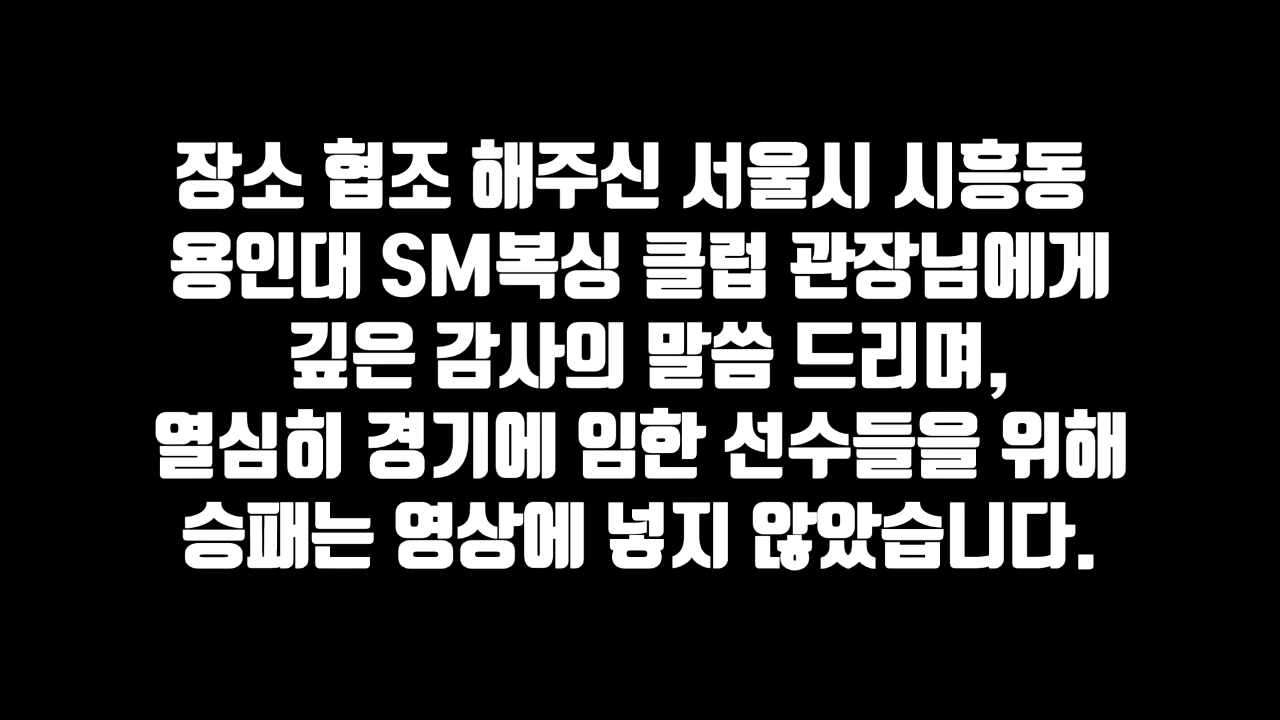 장소 협조 해주신 서울시 시흥동
용인대 SM복싱 클럽 관장님에게
깊은 감사의 말씀 드리며,
열심히 경기에 임한 선수들을 위해
승패는 영상에 넣지 않았습니다.